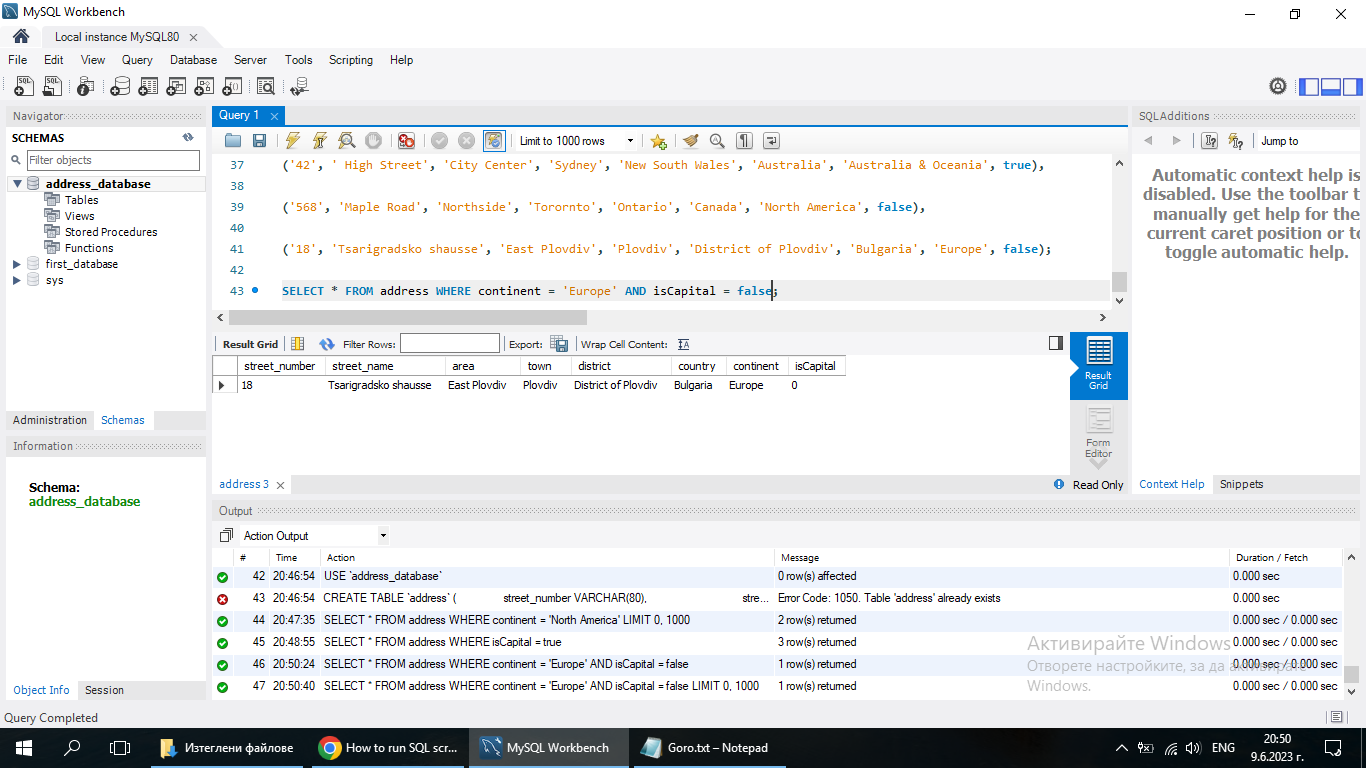 MySQL Workbench
Local instance MySQL80
File Edit View Query Database Server Tools Scripting Help
Navigator
SCHEMAS
Filter objects
address_database
Tables
Views
Stored Procedures
Functions
first_database
sys
Administration Schemas
Information
Schema:
address_database
Object Info Session
Query 1
Limit to 1000 rows
37 ('42', ' High Street', 'City Center', 'Sydney', 'New South Wales', 'Australia', 'Australia & Oceania', true),
38
39 ('568', 'Maple Road', 'Northside', 'Torornto', 'Ontario', 'Canada', 'North America', false),
40
41 ('18', 'Tsarigradsko shausse', 'East Plovdiv', 'Plovdiv', 'District of Plovdiv', 'Bulgaria', 'Europe', false);
42
43 SELECT * FROM address WHERE continent = 'Europe' AND isCapital = false;
Result Grid Filter Rows: Export: Wrap Cell Content:
street_number street_name area town district country continent isCapital
18 Tsarigradsko shausse East Plovdiv Plovdiv District of Plovdiv Bulgaria Europe 0
Result
Grid
Form
Editor
address 3
Read Only
SQLAdditions
Jump to
Automatic context help is
disabled. Use the toolbar t
manually get help for the
current caret position or to
toggle automatic help.
Context Help Snippets
Output
Action Output
# Time Action Message Duration / Fetch
42 20:46:54 USE `address_database` 0 row(s) affected 0.000 sec
43 20:46:54 CREATE TABLE `address` ( street_number VARCHAR(80), stre... Error Code: 1050. Table 'address' already exists 0.000 sec
44 20:47:35 SELECT * FROM address WHERE continent = 'North America' LIMIT 0, 1000 2 row(s) returned 0.000 sec / 0.000 sec
45 20:48:55 SELECT * FROM address WHERE isCapital = true 3 row(s) returned 0.000 sec / 0.000 sec
46 20:50:24 SELECT * FROM address WHERE continent = 'Europe' AND isCapital = false 1 row(s) returned 0.000 sec / 0.000 sec
47 20:50:40 SELECT * FROM address WHERE continent = 'Europe' AND isCapital = false LIMIT 0, 1000 1 row(s) returned 0.000 sec / 0.000 sec
Активирайте Windows
Отворете настройките, за да активирате
Windows.
Query Completed
Изтеглени файлове
How to run SQL scr...
MySQL Workbench
Goro.txt – Notepad
ENG
20:50
9.6.2023 г.